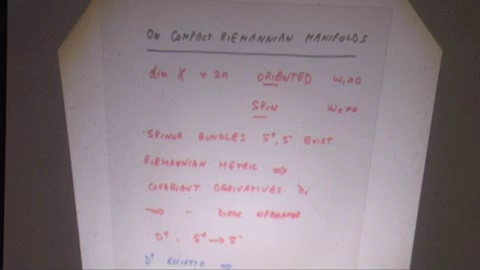 ON COMPACT RIEMANNIAN MANIFOLDS
dim X = 2n ORIENTED W₁=0
SPIN W₂=0
SPINOR BUNDLES S⁺, S⁻ EXIST
RIEMANNIAN METRIC ⇒
COVARIANT DERIVATIVES ∂ᵢ
⇒ " DIRAC OPERATOR
D⁺ : S⁺ → S⁻
D⁺ ELLIPTIC ⇒